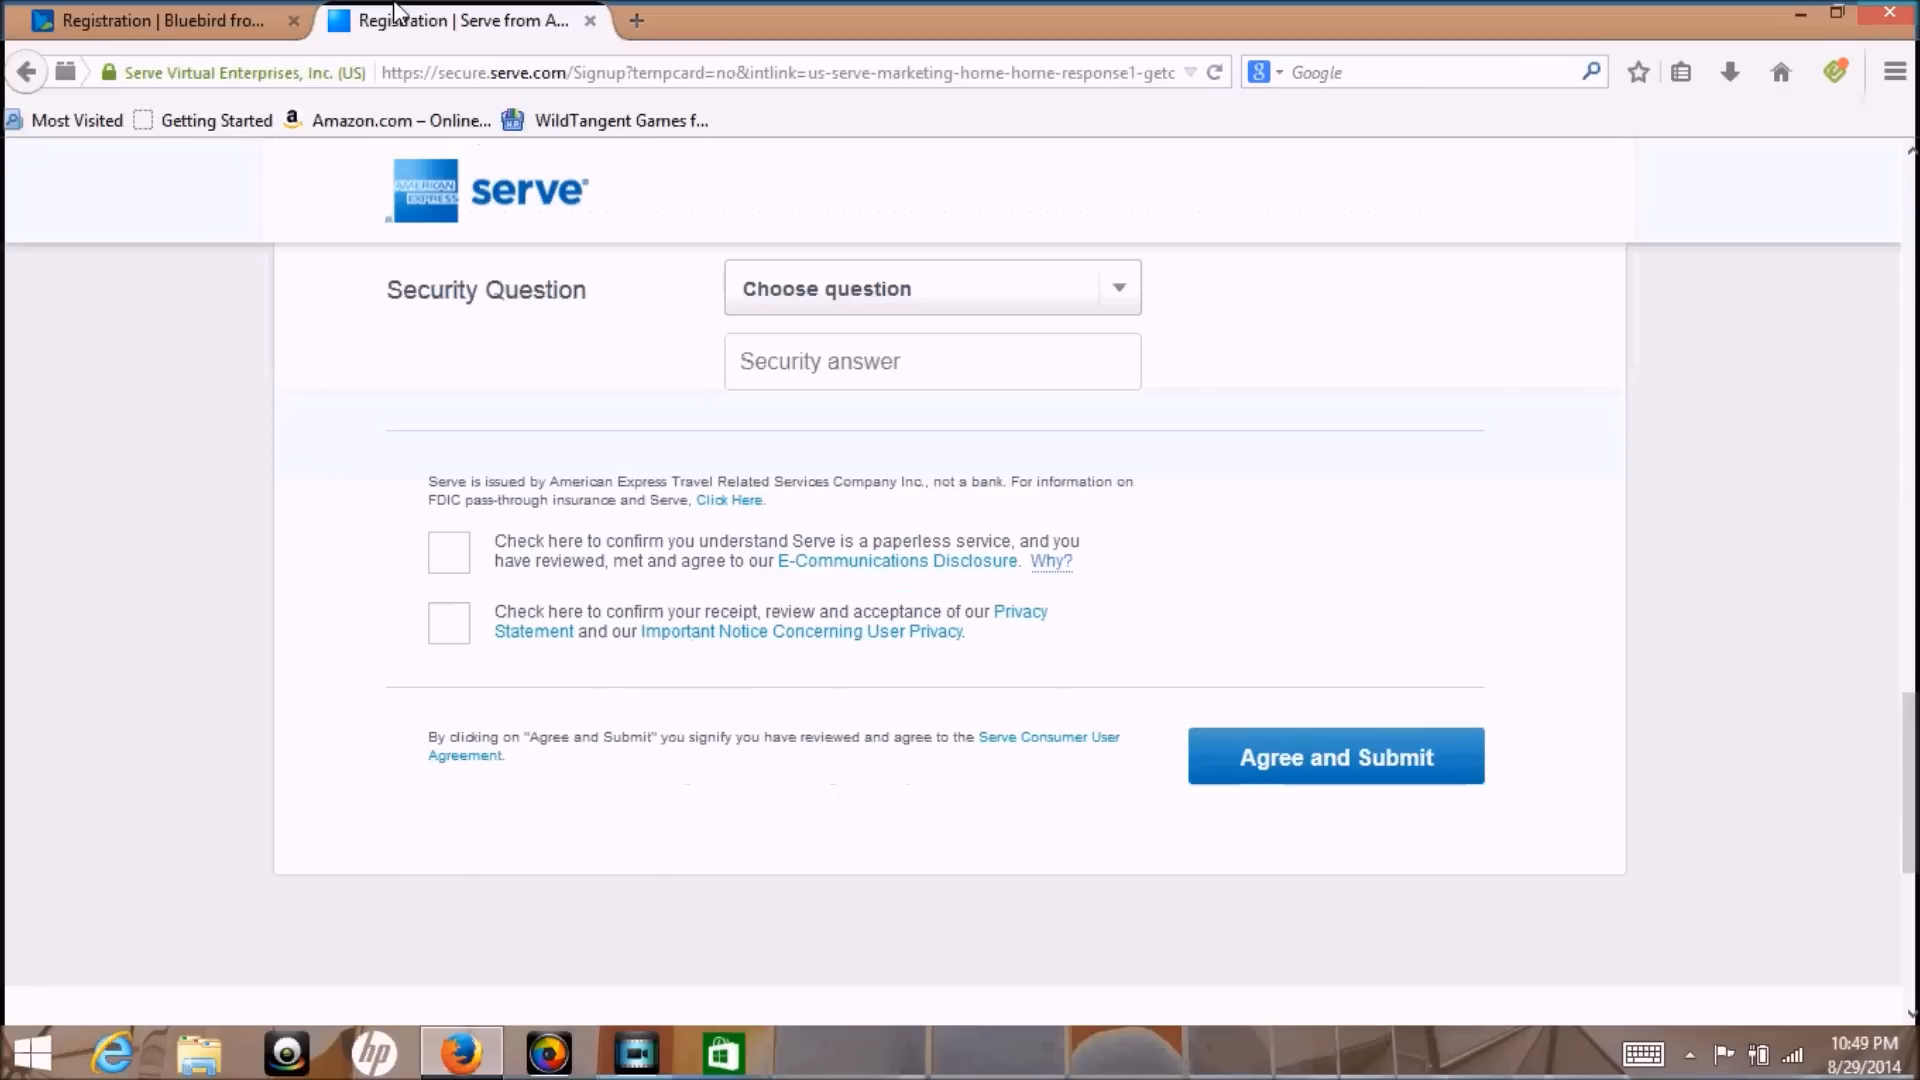 Registration | Bluebird fro...
Registration | Serve from A...
Serve Virtual Enterprises, Inc. (US)
https://secure.serve.com/Signup?tempcard=no&intlink=us-serve-marketing-home-home-response1-getc
Google
Most Visited
Getting Started
Amazon.com – Online...
WildTangent Games f...
AMERICAN EXPRESS
serve®
Security Question
Choose question
Security answer
Serve is issued by American Express Travel Related Services Company Inc., not a bank. For information on
FDIC pass-through insurance and Serve, Click Here.
Check here to confirm you understand Serve is a paperless service, and you
have reviewed, met and agree to our E-Communications Disclosure. Why?
Check here to confirm your receipt, review and acceptance of our Privacy
Statement and our Important Notice Concerning User Privacy.
By clicking on "Agree and Submit" you signify you have reviewed and agree to the Serve Consumer User
Agreement.
Agree and Submit
hp
10:49 PM
8/29/2014